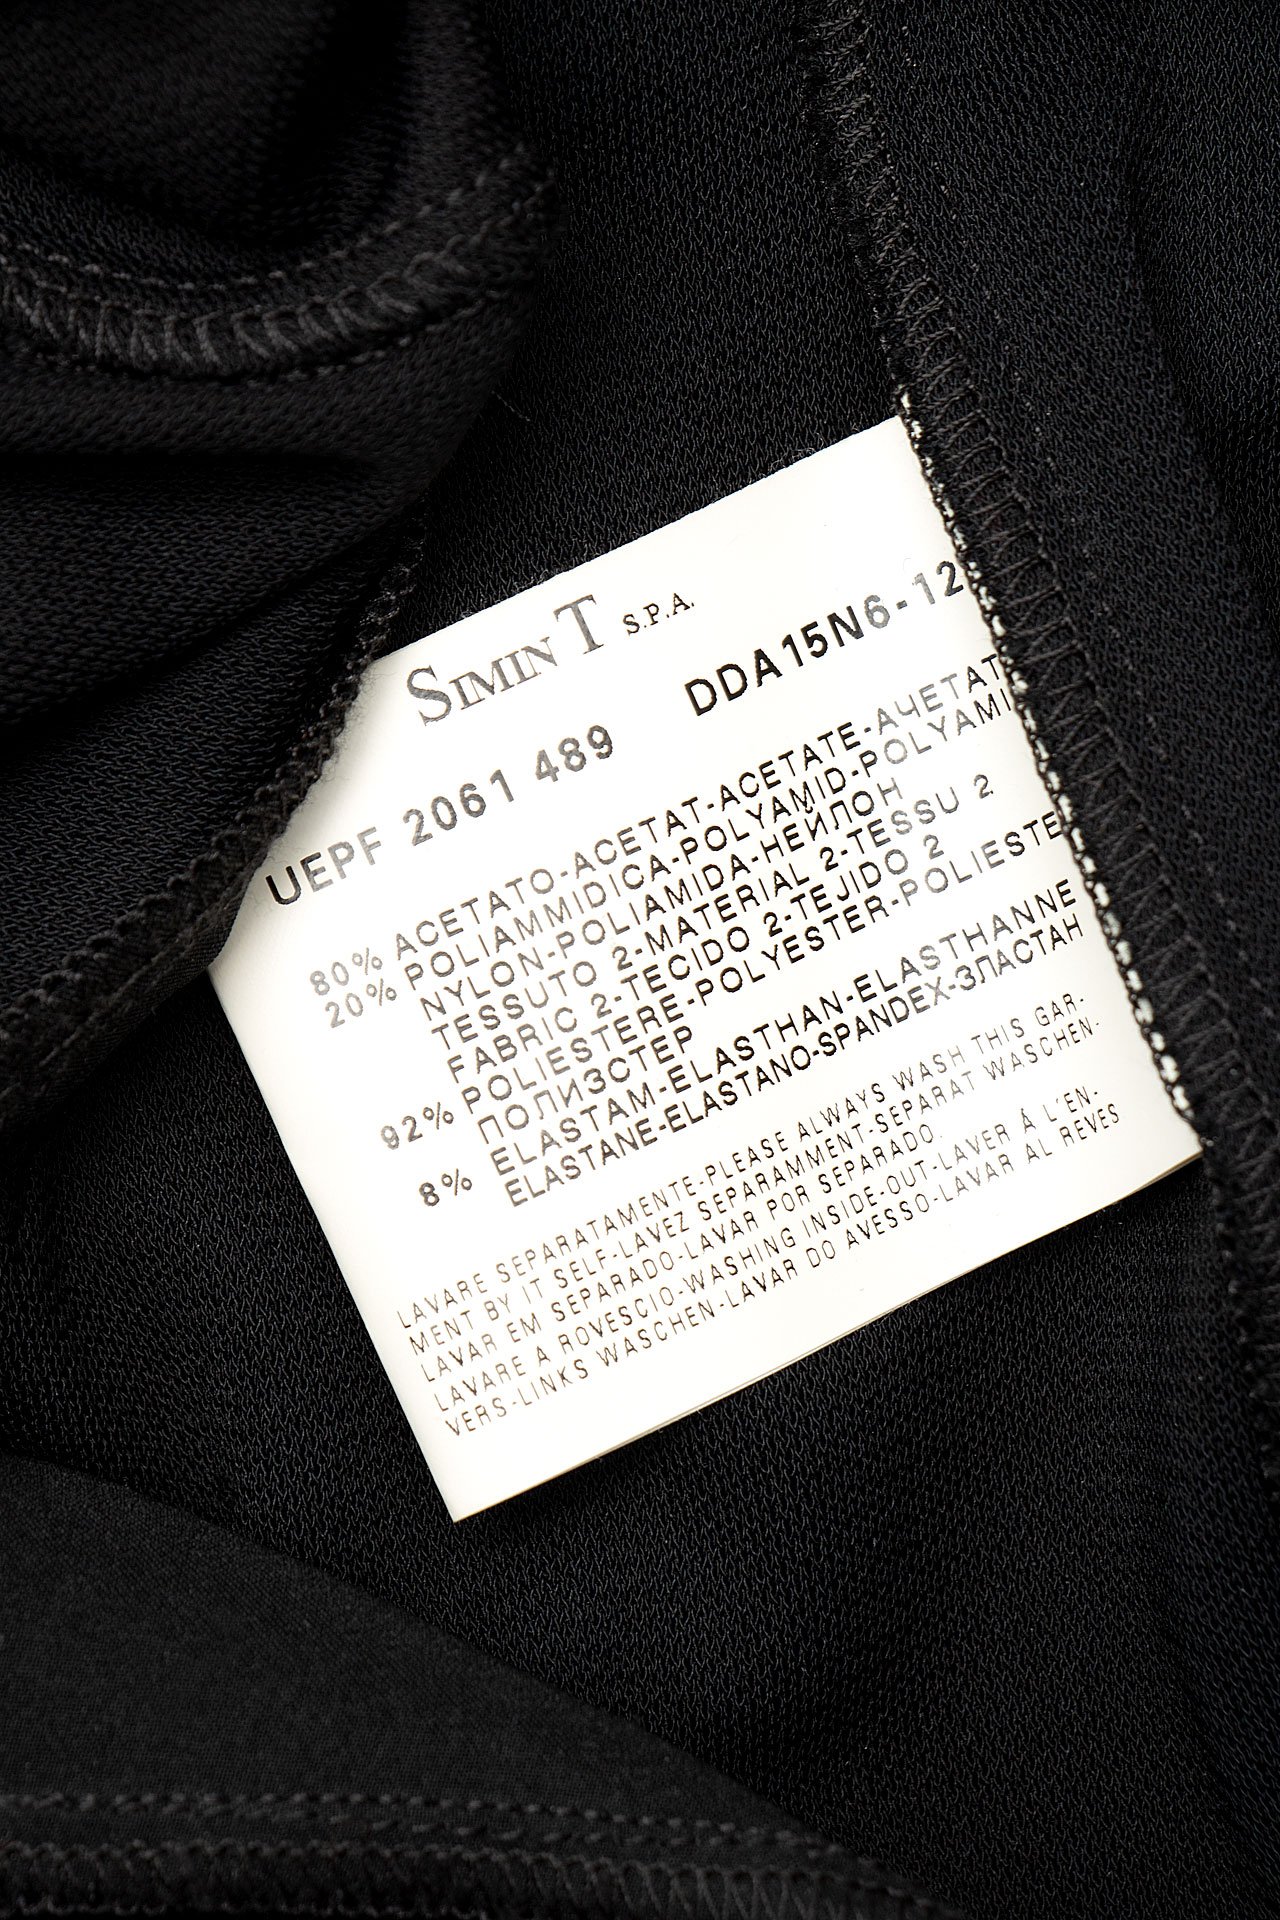 SIMINT S.P.A.
UEPF 2061 489 DDA15N6-12
80% ACETATO-ACETAT-ACETATE-АЧЕТАТ
20% POLIAMMIDICA-POLYAMID-POLYAMI
NYLON-POLIAMIDA-НЕЙЛОН
TESSUTO 2-MATERIAL 2-TESSU 2
FABRIC 2-TECIDO 2-TEJIDO 2
92% POLIESTERE-POLYESTER-POLIESTE
ПОЛИЗСТЕР
8% ELASTAM-ELASTHAN-ELASTHANNE
ELASTANE-ELASTANO-SPANDEX-ЗЛАСТАН
LAVARE SEPARATAMENTE-PLEASE ALWAYS WASH THIS GAR-
MENT BY IT SELF-LAVEZ SEPARAMMENT-SEPARAT WASCHEN-
LAVAR EM SEPARADO-LAVAR POR SEPARADO.
LAVARE A ROVESCIO-WASHING INSIDE-OUT-LAVER À L'EN-
VERS-LINKS WASCHEN-LAVAR DO AVESSO-LAVAR AL REVES